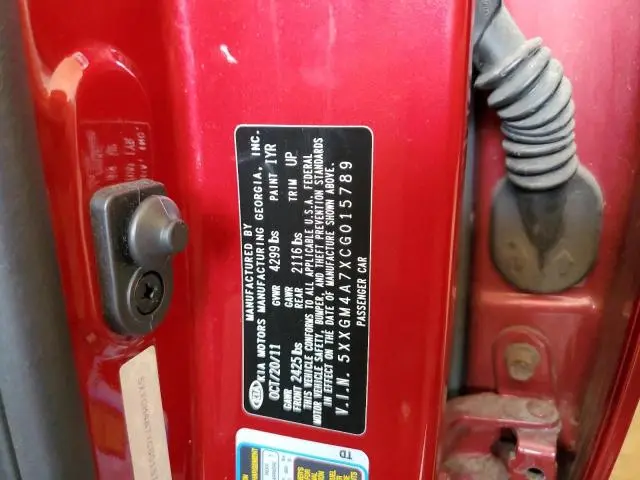 MANUFACTURED BY
KIA KIA MOTORS MANUFACTURING GEORGIA, INC.
OCT/20/11 GVWR 4299 lbs PAINT IYR
GAWR FRONT 2425 lbs GAWR REAR 2116 lbs TRIM UP
THIS VEHICLE CONFORMS TO ALL APPLICABLE U.S.A. FEDERAL
MOTOR VEHICLE SAFETY, BUMPER, AND THEFT PREVENTION STANDARDS
IN EFFECT ON THE DATE OF MANUFACTURE SHOWN ABOVE.
V.I.N. 5XXGM4A7XCG015789
PASSENGER CAR
TD